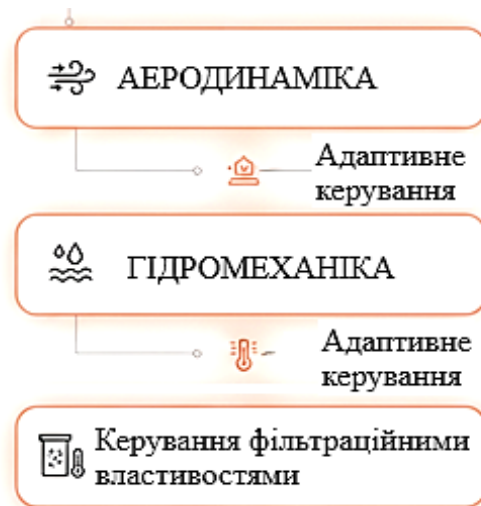 АЕРОДИНАМІКА
Адаптивне
керування
ГІДРОМЕХАНІКА
Адаптивне
керування
Керування фільтраційними
властивостями